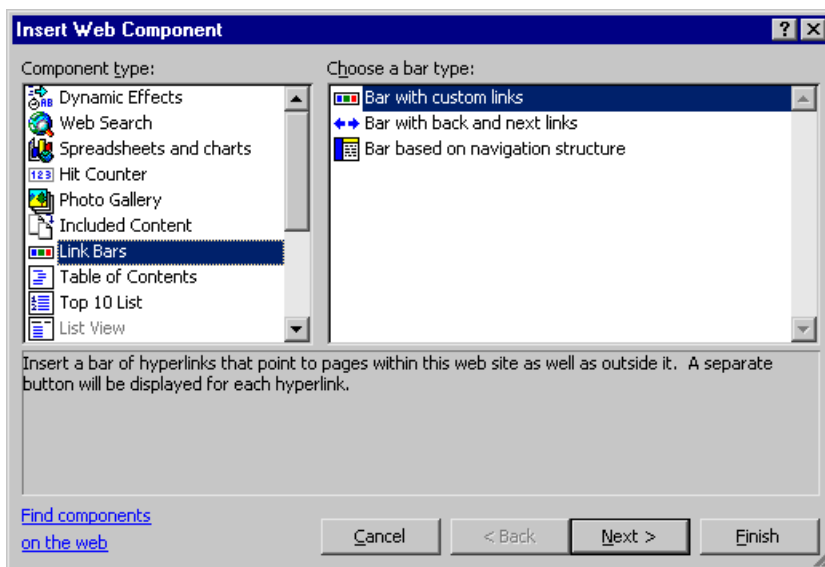 Insert Web Component
Component type:
Choose a bar type:
Dynamic Effects
Web Search
Spreadsheets and charts
Hit Counter
Photo Gallery
Included Content
Link Bars
Table of Contents
Top 10 List
List View
Bar with custom links
Bar with back and next links
Bar based on navigation structure
Insert a bar of hyperlinks that point to pages within this web site as well as outside it. A separate
button will be displayed for each hyperlink.
Find components
on the web
Cancel
< Back
Next >
Finish